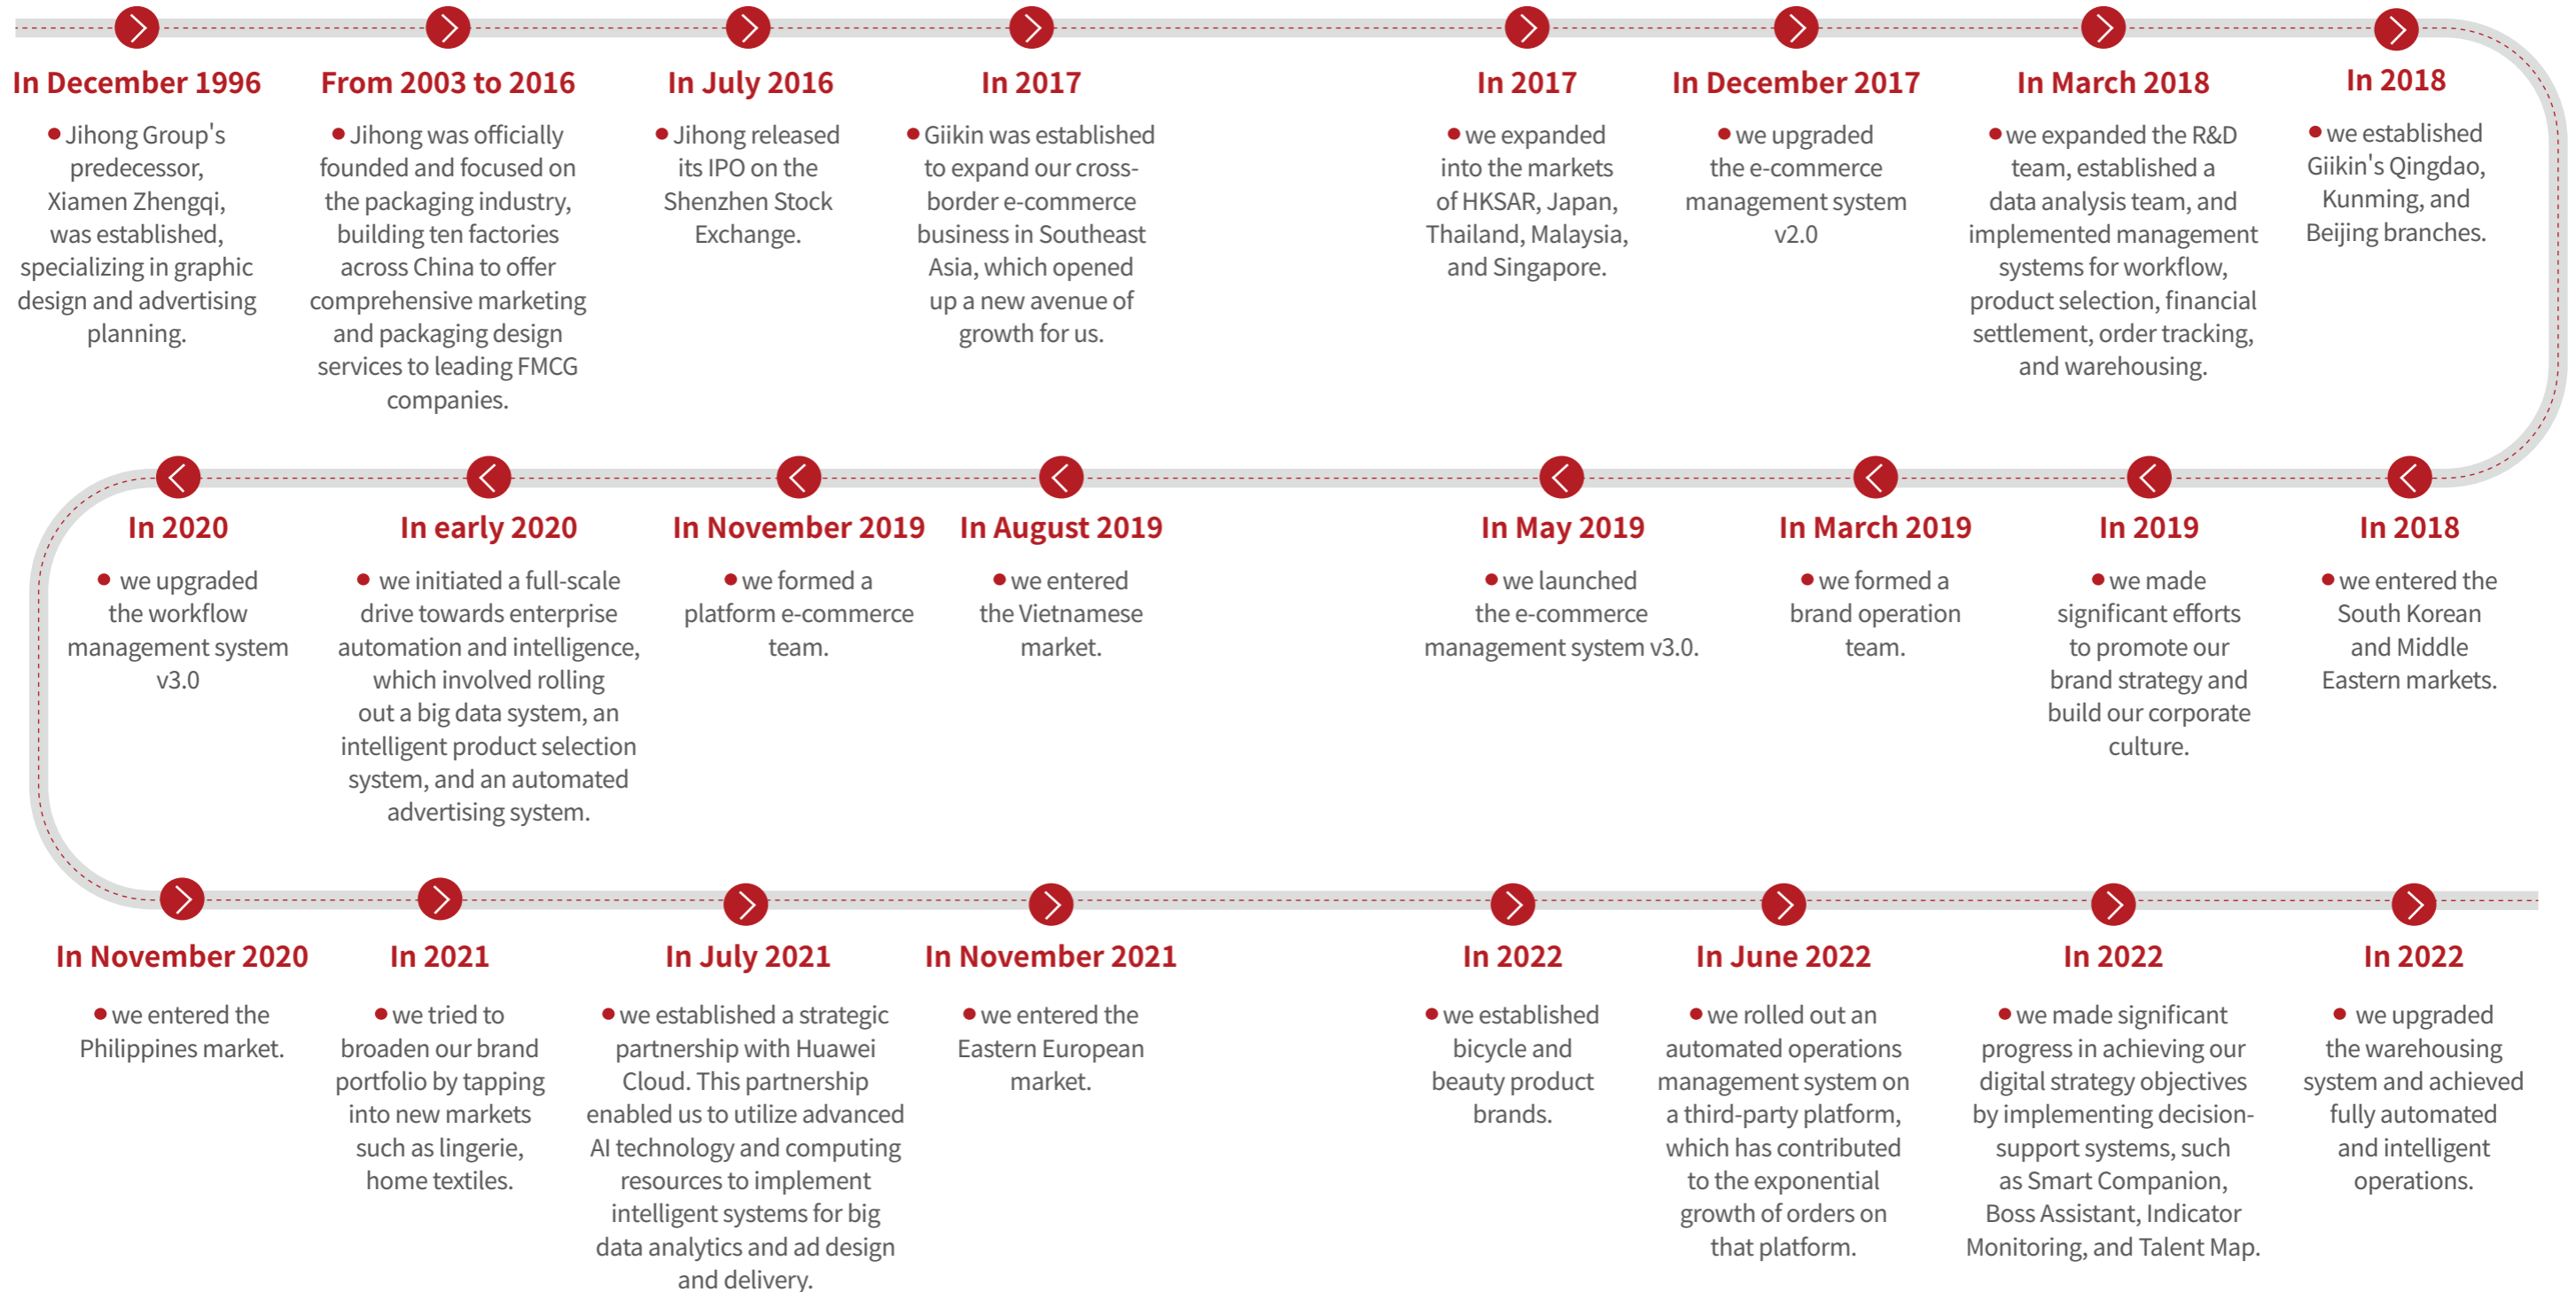 In December 1996
● Jihong Group's
predecessor,
Xiamen Zhengqi,
was established,
specializing in graphic
design and advertising
planning.
From 2003 to 2016
● Jihong was officially
founded and focused on
the packaging industry,
building ten factories
across China to offer
comprehensive marketing
and packaging design
services to leading FMCG
companies.
In July 2016
● Jihong released
its IPO on the
Shenzhen Stock
Exchange.
In 2017
● Giikin was established
to expand our cross-
border e-commerce
business in Southeast
Asia, which opened
up a new avenue of
growth for us.
In 2017
● we expanded
into the markets
of HKSAR, Japan,
Thailand, Malaysia,
and Singapore.
In December 2017
● we upgraded
the e-commerce
management system
v2.0
In March 2018
● we expanded the R&D
team, established a
data analysis team, and
implemented management
systems for workflow,
product selection, financial
settlement, order tracking,
and warehousing.
In 2018
● we established
Giikin's Qingdao,
Kunming, and
Beijing branches.
In 2018
● we entered the
South Korean
and Middle
Eastern markets.
In 2019
● we made
significant efforts
to promote our
brand strategy and
build our corporate
culture.
In March 2019
● we formed a
brand operation
team.
In May 2019
● we launched
the e-commerce
management system v3.0.
In August 2019
● we entered
the Vietnamese
market.
In November 2019
● we formed a
platform e-commerce
team.
In early 2020
● we initiated a full-scale
drive towards enterprise
automation and intelligence,
which involved rolling
out a big data system, an
intelligent product selection
system, and an automated
advertising system.
In 2020
● we upgraded
the workflow
management system
v3.0
In November 2020
● we entered the
Philippines market.
In 2021
● we tried to
broaden our brand
portfolio by tapping
into new markets
such as lingerie,
home textiles.
In July 2021
● we established a strategic
partnership with Huawei
Cloud. This partnership
enabled us to utilize advanced
AI technology and computing
resources to implement
intelligent systems for big
data analytics and ad design
and delivery.
In November 2021
● we entered the
Eastern European
market.
In 2022
● we established
bicycle and
beauty product
brands.
In June 2022
● we rolled out an
automated operations
management system on
a third-party platform,
which has contributed
to the exponential
growth of orders on
that platform.
In 2022
● we made significant
progress in achieving our
digital strategy objectives
by implementing decision-
support systems, such
as Smart Companion,
Boss Assistant, Indicator
Monitoring, and Talent Map.
In 2022
● we upgraded
the warehousing
system and achieved
fully automated
and intelligent
operations.